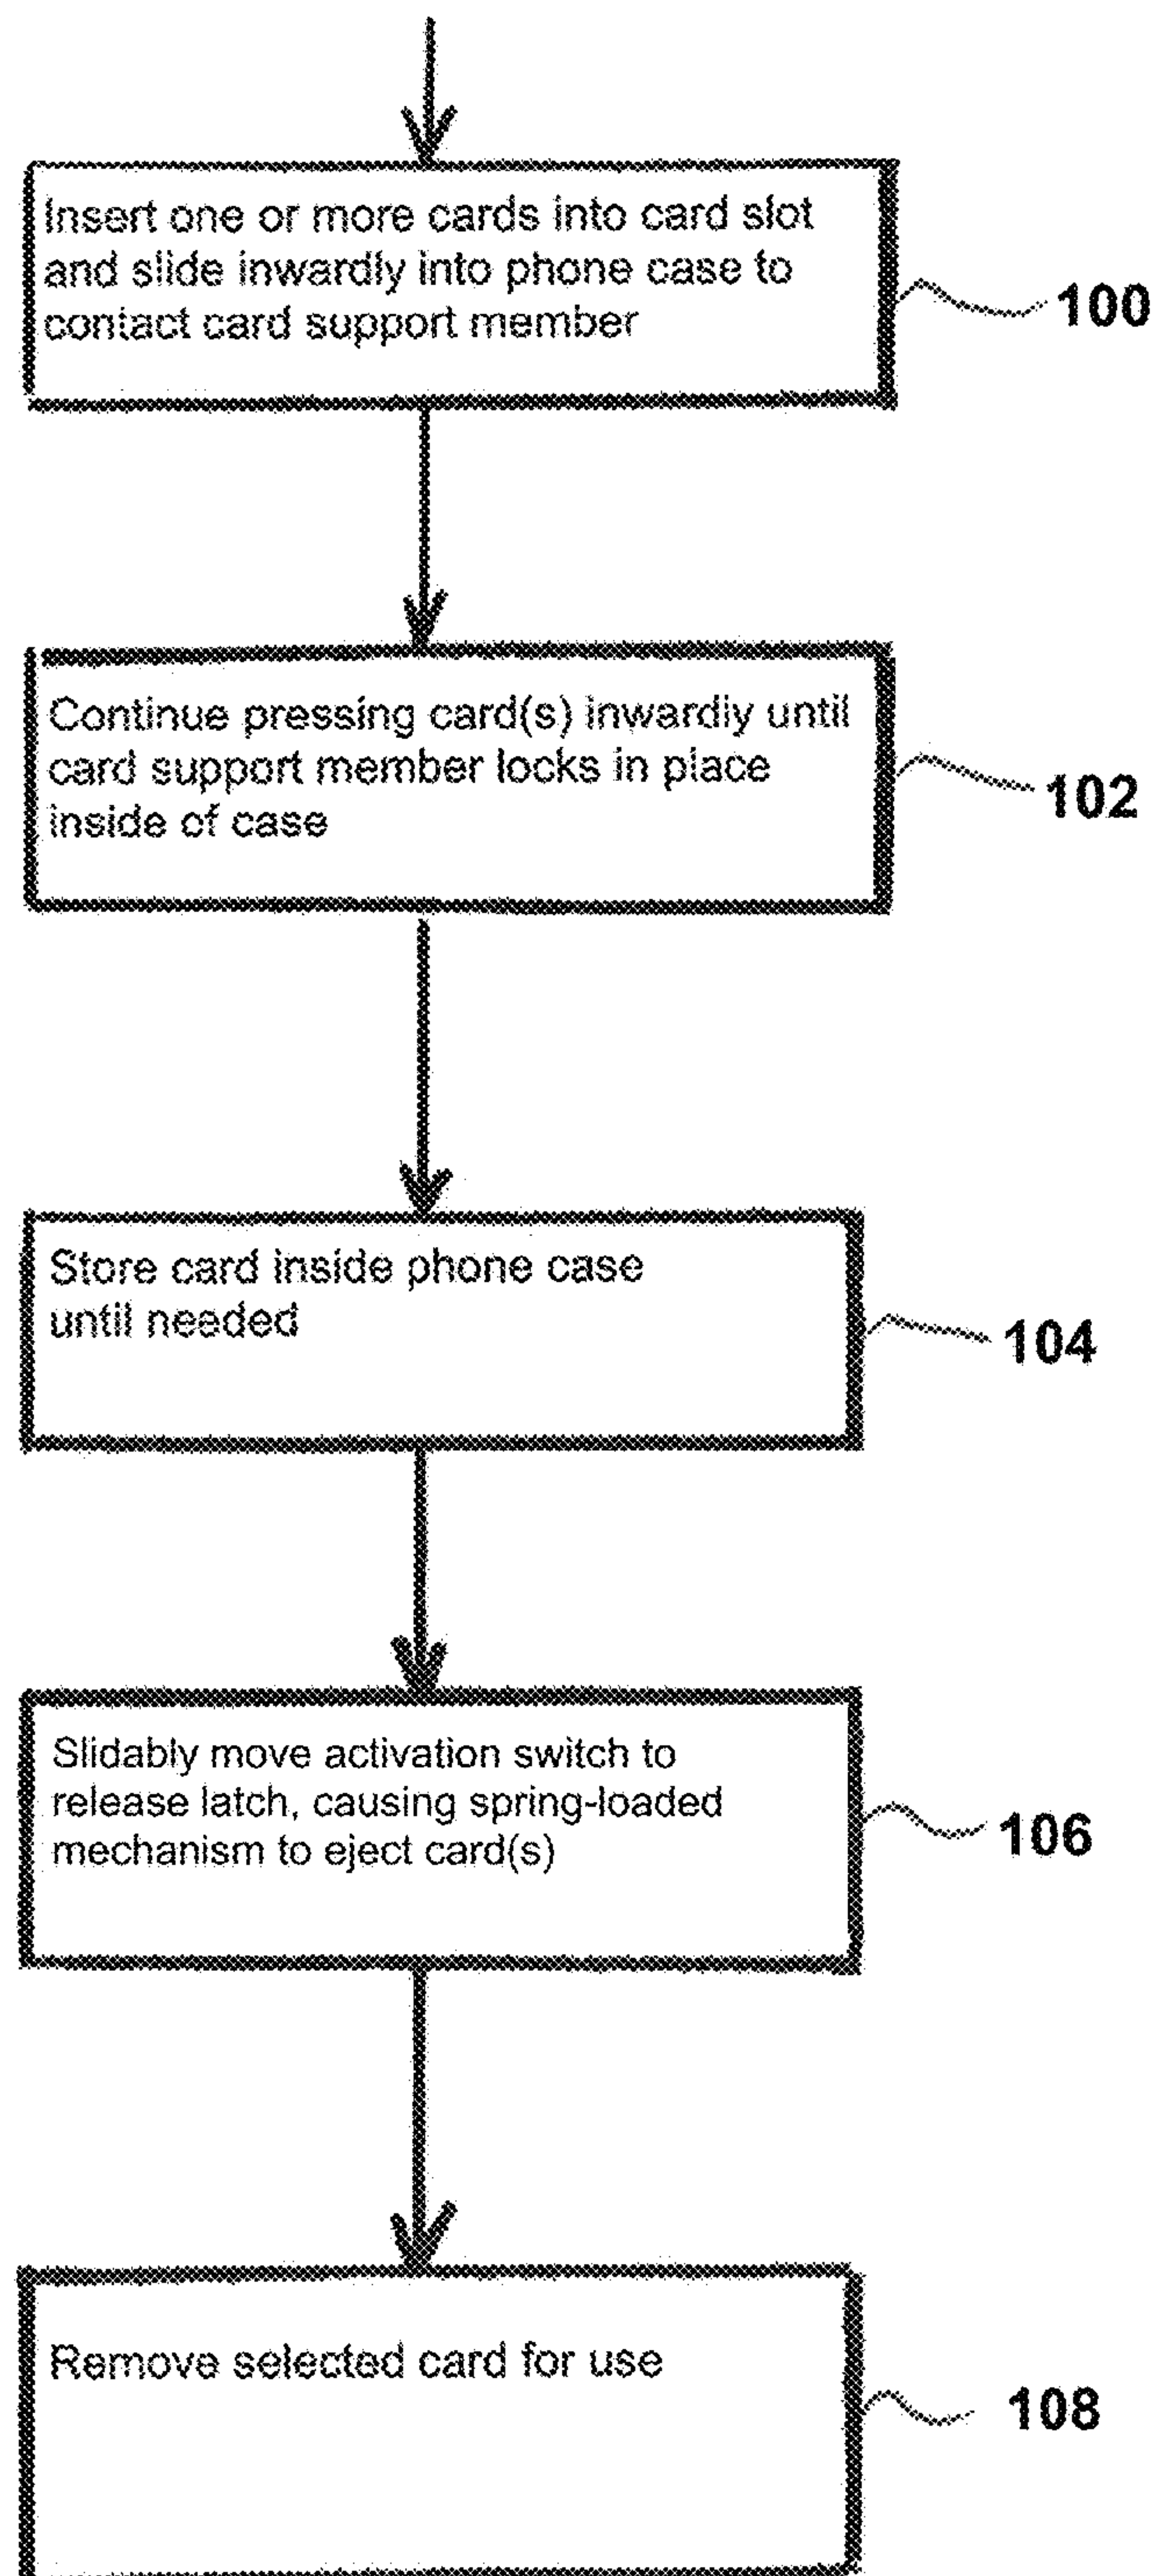 Insert one or more cards into card slot
and slide inwardly into phone case to
contact card support member
100
Continue pressing card(s) inwardly until
card support member locks in place
inside of case
102
Store card inside phone case
until needed
104
Slidably move activation switch to
release latch, causing spring-loaded
mechanism to eject card(s)
106
Remove selected card for use
108